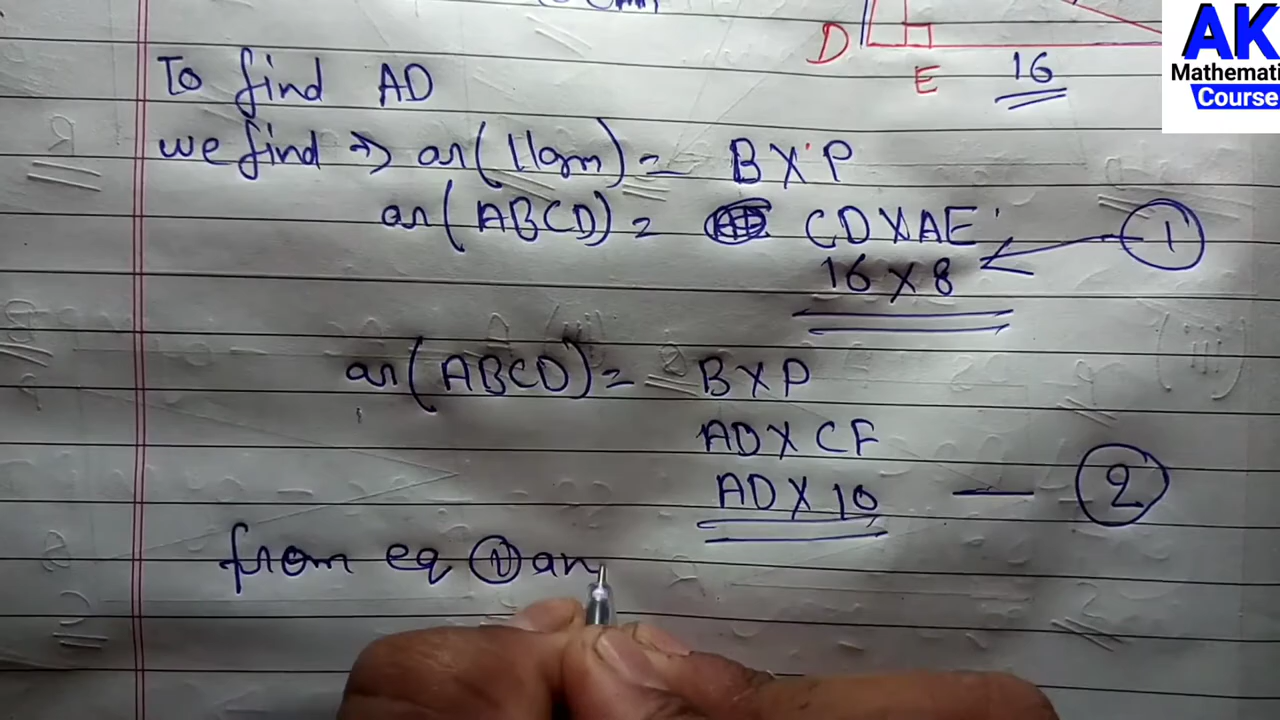 D
E
16
AK
Mathemati
Course
To find AD
we find => ar(11gm) = B X P
ar(ABCD) = CD X AE
1
16 X 8
ar(ABCD) = B X P
AD X CF
AD X 10 — 2
from eq 1 an